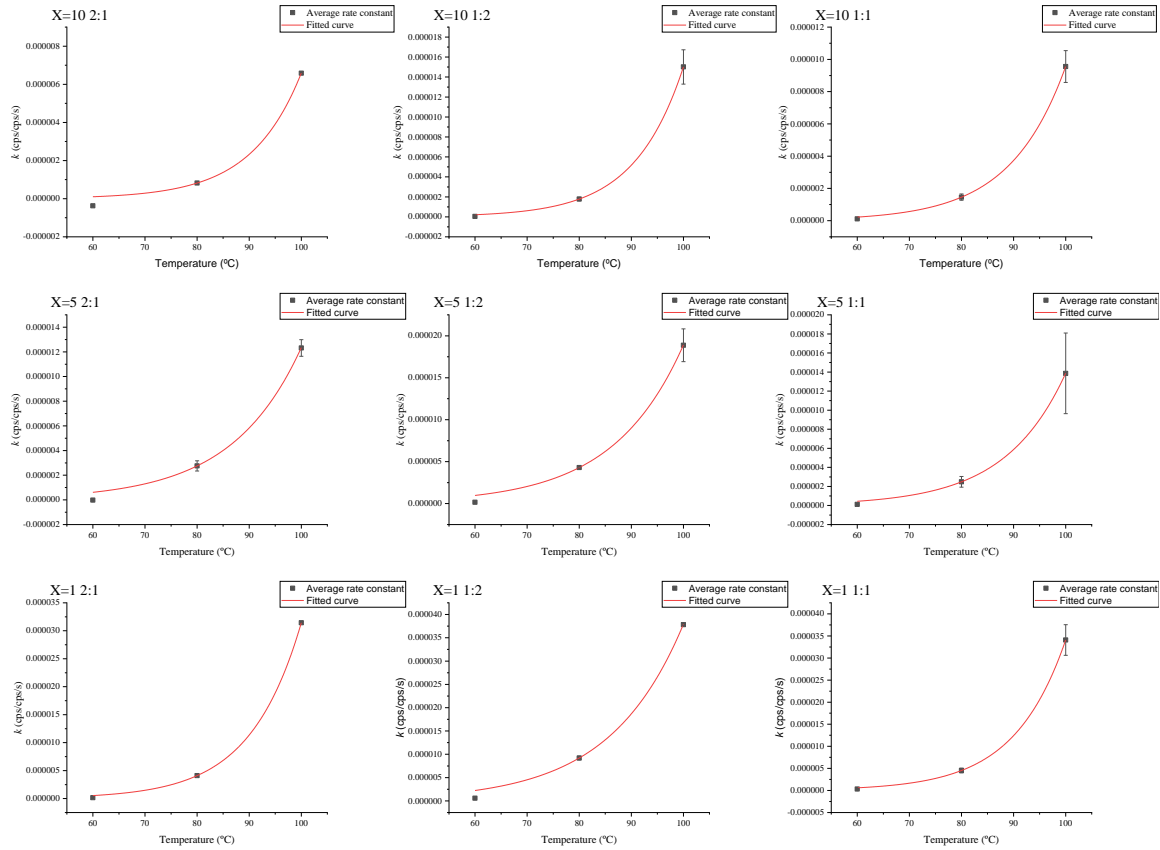 X=10 2:1
Average rate constant
Fitted curve
0.000008
0.000006
0.000004
0.000002
0.000000
-0.000002
k (cps/cps/s)
60 70 80 90 100
Temperature (ºC)
X=10 1:2
Average rate constant
Fitted curve
0.000018
0.000016
0.000014
0.000012
0.000010
0.000008
0.000006
0.000004
0.000002
0.000000
-0.000002
k (cps/cps/s)
60 70 80 90 100
Temperature (ºC)
X=10 1:1
Average rate constant
Fitted curve
0.000012
0.000010
0.000008
0.000006
0.000004
0.000002
0.000000
k (cps/cps/s)
60 70 80 90 100
Temperature (ºC)
X=5 2:1
Average rate constant
Fitted curve
0.000014
0.000012
0.000010
0.000008
0.000006
0.000004
0.000002
0.000000
-0.000002
k (cps/cps/s)
60 70 80 90 100
Temperature (ºC)
X=5 1:2
Average rate constant
Fitted curve
0.000020
0.000015
0.000010
0.000005
0.000000
k (cps/cps/s)
60 70 80 90 100
Temperature (ºC)
X=5 1:1
Average rate constant
Fitted curve
0.000020
0.000018
0.000016
0.000014
0.000012
0.000010
0.000008
0.000006
0.000004
0.000002
0.000000
-0.000002
k (cps/cps/s)
60 70 80 90 100
Temperature (ºC)
X=1 2:1
Average rate constant
Fitted curve
0.000035
0.000030
0.000025
0.000020
0.000015
0.000010
0.000005
0.000000
k (cps/cps/s)
60 70 80 90 100
Temperature (ºC)
X=1 1:2
Average rate constant
Fitted curve
0.000040
0.000035
0.000030
0.000025
0.000020
0.000015
0.000010
0.000005
0.000000
k (cps/cps/s)
60 70 80 90 100
Temperature (ºC)
X=1 1:1
Average rate constant
Fitted curve
0.000040
0.000035
0.000030
0.000025
0.000020
0.000015
0.000010
0.000005
0.000000
-0.000005
k (cps/cps/s)
60 70 80 90 100
Temperature (ºC)